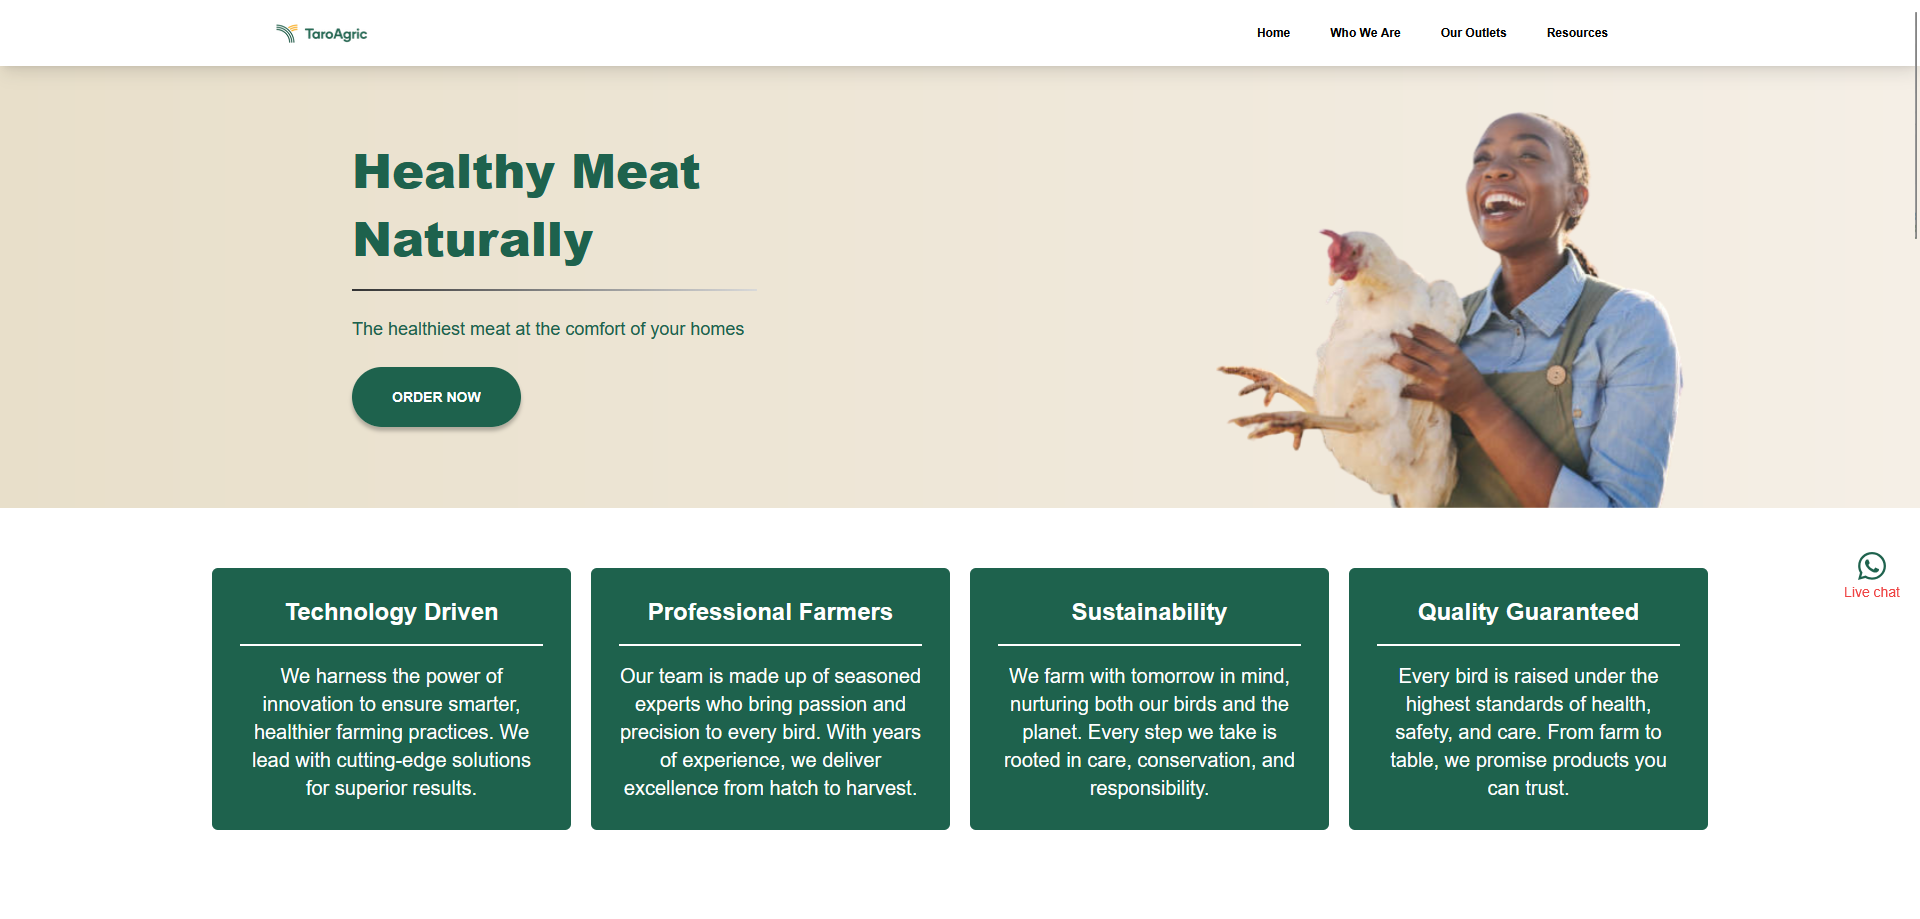 TaroAgric
Home
Who We Are
Our Outlets
Resources
Healthy Meat
Naturally
The healthiest meat at the comfort of your homes
ORDER NOW
Live chat
Technology Driven
We harness the power of
innovation to ensure smarter,
healthier farming practices. We
lead with cutting-edge solutions
for superior results.
Professional Farmers
Our team is made up of seasoned
experts who bring passion and
precision to every bird. With years
of experience, we deliver
excellence from hatch to harvest.
Sustainability
We farm with tomorrow in mind,
nurturing both our birds and the
planet. Every step we take is
rooted in care, conservation, and
responsibility.
Quality Guaranteed
Every bird is raised under the
highest standards of health,
safety, and care. From farm to
table, we promise products you
can trust.